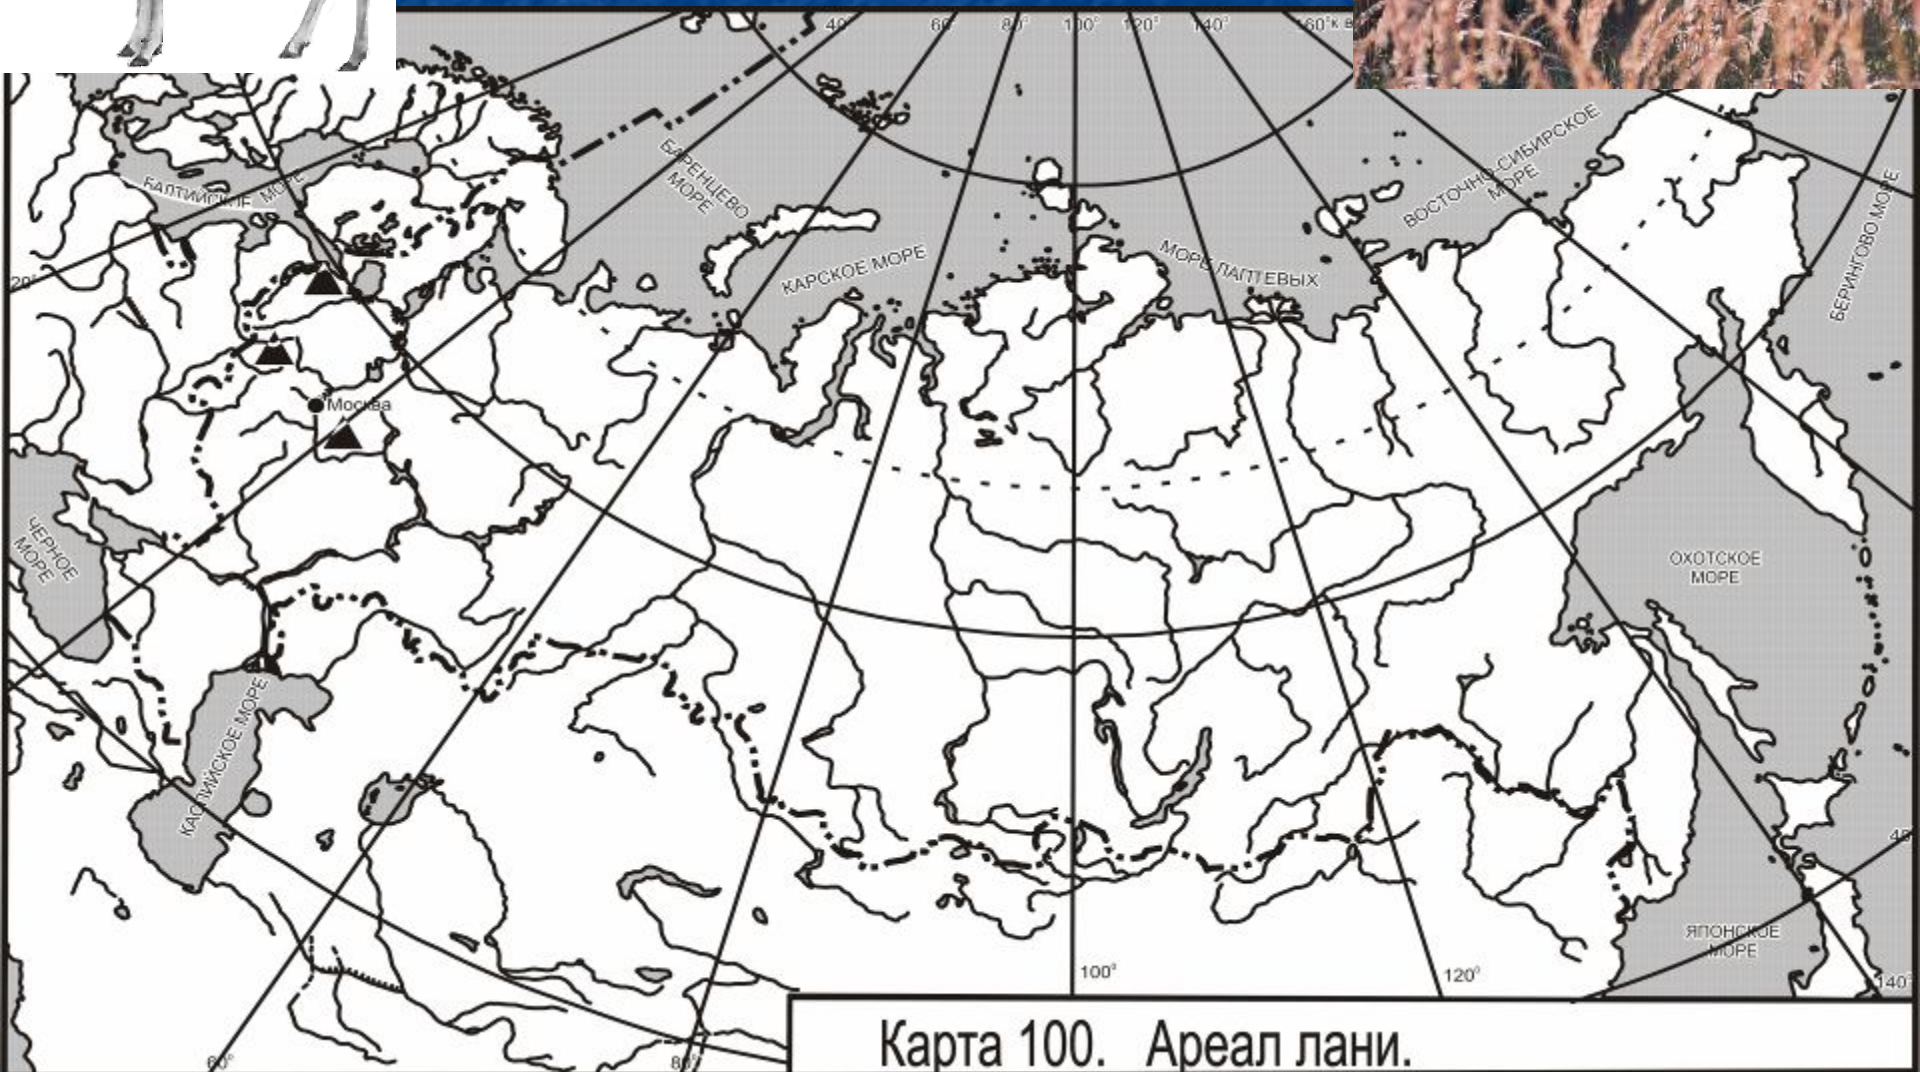 40°
60°
80°
100°
120°
140°
160°к в
БАРЕНЦЕВО
МОРЕ
ВОСТОЧНО-СИБИРСКОЕ
МОРЕ
БАЛТИЙСКИЕ МОРЕ
БЕРИНГОВО МОРЕ
КАРСКОЕ МОРЕ
МОРЕ ЛАПТЕВЫХ
20°
Москва
ЧЕРНОЕ
МОРЕ
ОХОТСКОЕ
МОРЕ
КАСПИЙСКОЕ МОРЕ
40
ЯПОНСКОЕ
МОРЕ
100°
120°
140°
60°
80°
Карта 100. Ареал лани.